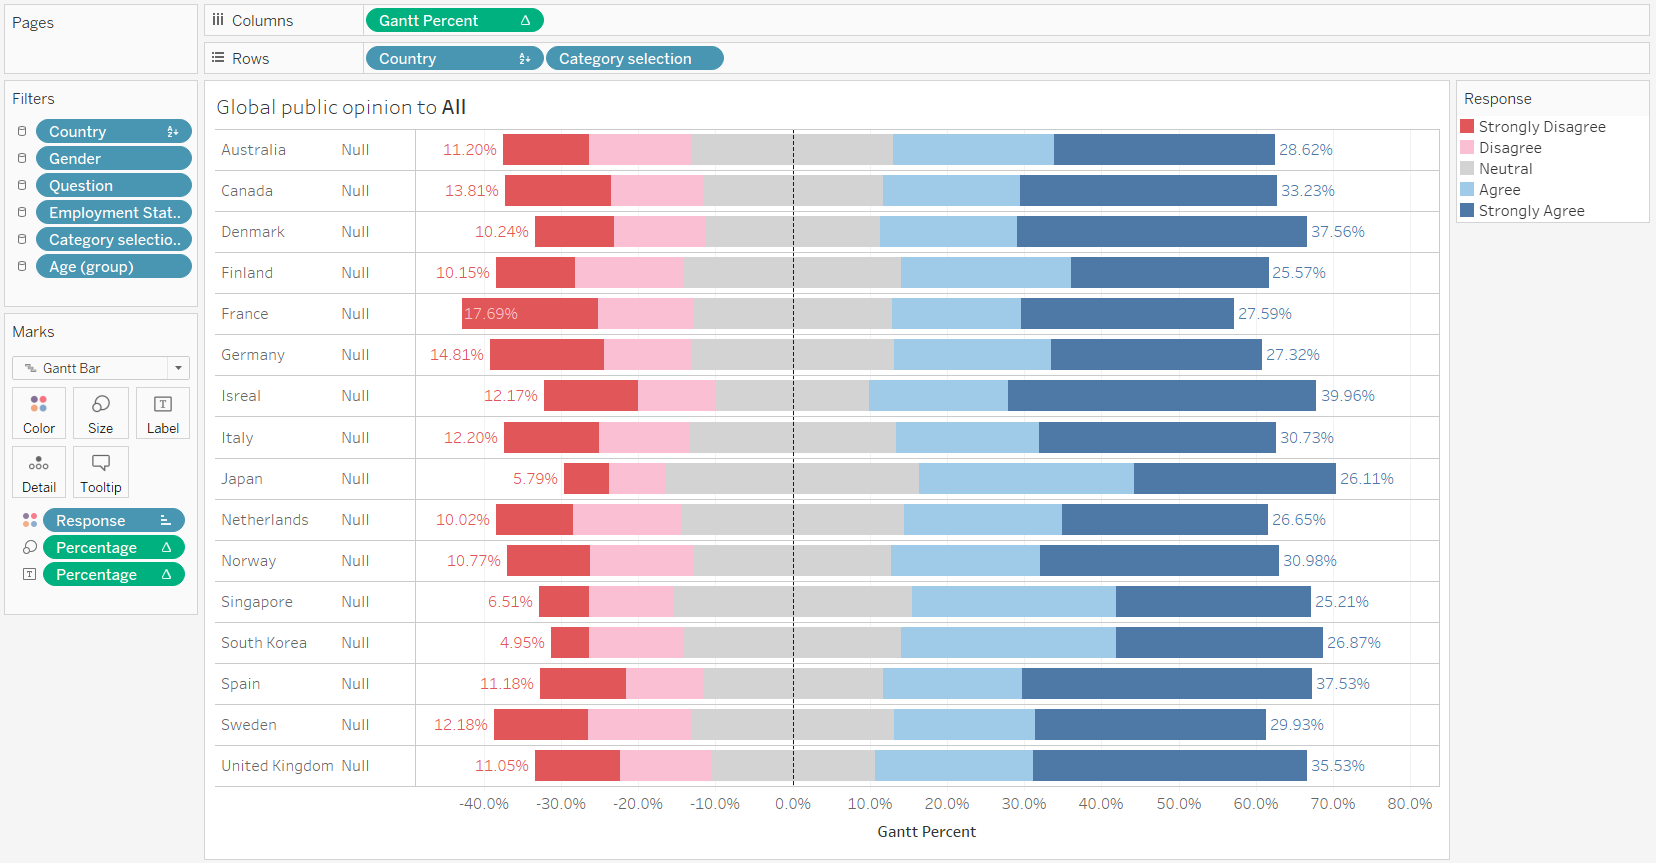 Pages
Columns
Gantt Percent
Rows
Country
Category selection
Filters
Country
Gender
Question
Employment Stat..
Category selectio..
Age (group)
Marks
Gantt Bar
Color Size Label
Detail Tooltip
Response
Percentage
Percentage
Global public opinion to All
Australia Null 11.20% 28.62%
Canada Null 13.81% 33.23%
Denmark Null 10.24% 37.56%
Finland Null 10.15% 25.57%
France Null 17.69% 27.59%
Germany Null 14.81% 27.32%
Isreal Null 12.17% 39.96%
Italy Null 12.20% 30.73%
Japan Null 5.79% 26.11%
Netherlands Null 10.02% 26.65%
Norway Null 10.77% 30.98%
Singapore Null 6.51% 25.21%
South Korea Null 4.95% 26.87%
Spain Null 11.18% 37.53%
Sweden Null 12.18% 29.93%
United Kingdom Null 11.05% 35.53%
-40.0% -30.0% -20.0% -10.0% 0.0% 10.0% 20.0% 30.0% 40.0% 50.0% 60.0% 70.0% 80.0%
Gantt Percent
Response
Strongly Disagree
Disagree
Neutral
Agree
Strongly Agree